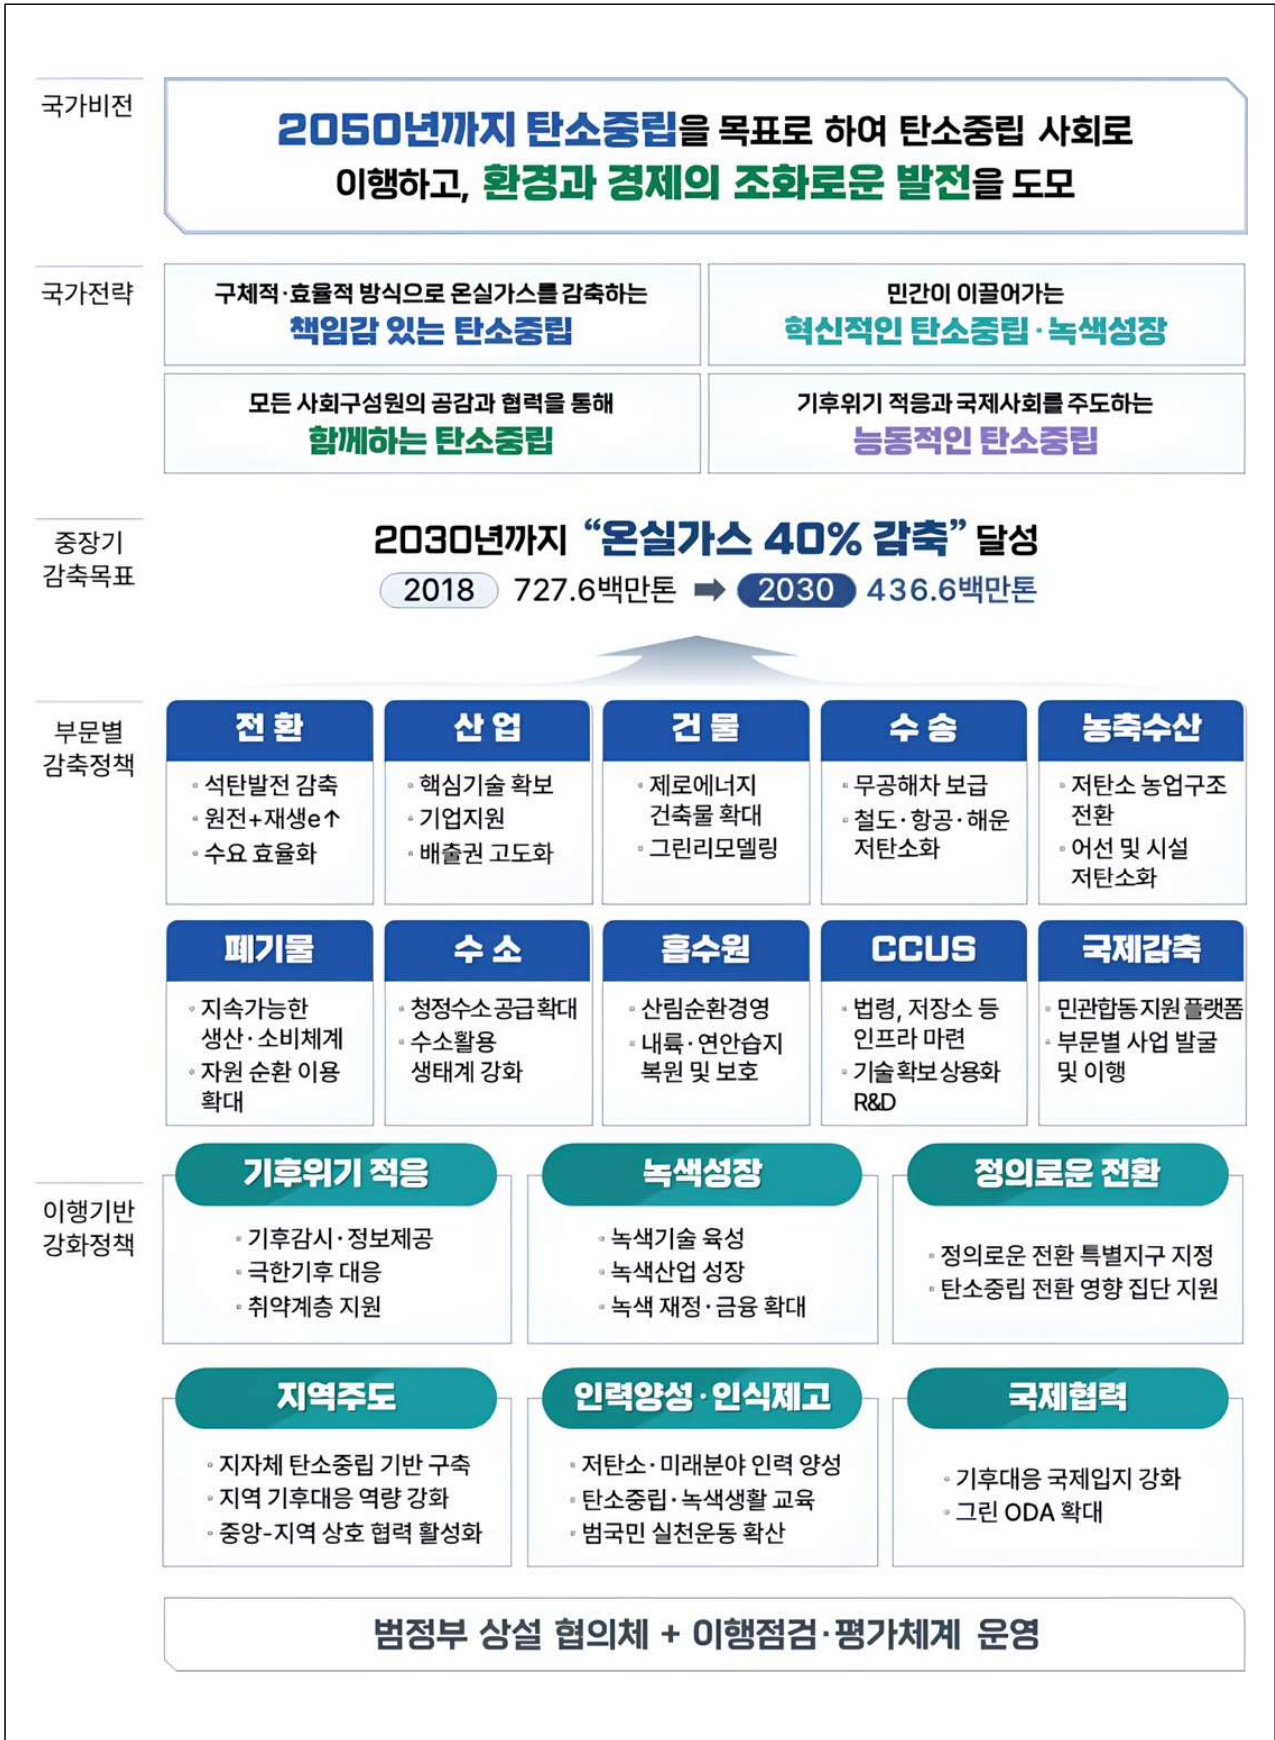 국가비전
2050년까지 탄소중립을 목표로 하여 탄소중립 사회로
이행하고, 환경과 경제의 조화로운 발전을 도모
국가전략
구체적·효율적 방식으로 온실가스를 감축하는
책임감 있는 탄소중립
민간이 이끌어가는
혁신적인 탄소중립·녹색성장
모든 사회구성원의 공감과 협력을 통해
함께하는 탄소중립
기후위기 적응과 국제사회를 주도하는
능동적인 탄소중립
중장기
감축목표
2030년까지 “온실가스 40% 감축” 달성
2018 727.6백만톤 ➡ 2030 436.6백만톤
부문별
감축정책
전 환
• 석탄발전 감축
• 원전+재생e↑
• 수요 효율화
산 업
• 핵심기술 확보
• 기업지원
• 배출권 고도화
건 물
• 제로에너지
건축물 확대
• 그린리모델링
수 송
• 무공해차 보급
• 철도·항공·해운
저탄소화
농축수산
• 저탄소 농업구조
전환
• 어선 및 시설
저탄소화
폐기물
• 지속가능한
생산·소비체계
• 자원 순환 이용
확대
수 소
• 청정수소 공급 확대
• 수소활용
생태계 강화
흡수원
• 산림순환경영
• 내륙·연안습지
복원 및 보호
CCUS
• 법령, 저장소 등
인프라 마련
• 기술 확보 상용화
R&D
국제감축
• 민관합동 지원 플랫폼
• 부문별 사업 발굴
및 이행
이행기반
강화정책
기후위기 적응
• 기후감시·정보제공
• 극한기후 대응
• 취약계층 지원
녹색성장
• 녹색기술 육성
• 녹색산업 성장
• 녹색 재정·금융 확대
정의로운 전환
• 정의로운 전환 특별지구 지정
• 탄소중립 전환 영향 집단 지원
지역주도
• 지자체 탄소중립 기반 구축
• 지역 기후대응 역량 강화
• 중앙-지역 상호 협력 활성화
인력양성·인식제고
• 저탄소·미래분야 인력 양성
• 탄소중립·녹색생활 교육
• 범국민 실천운동 확산
국제협력
• 기후대응 국제입지 강화
• 그린 ODA 확대
범정부 상설 협의체 + 이행점검·평가체계 운영